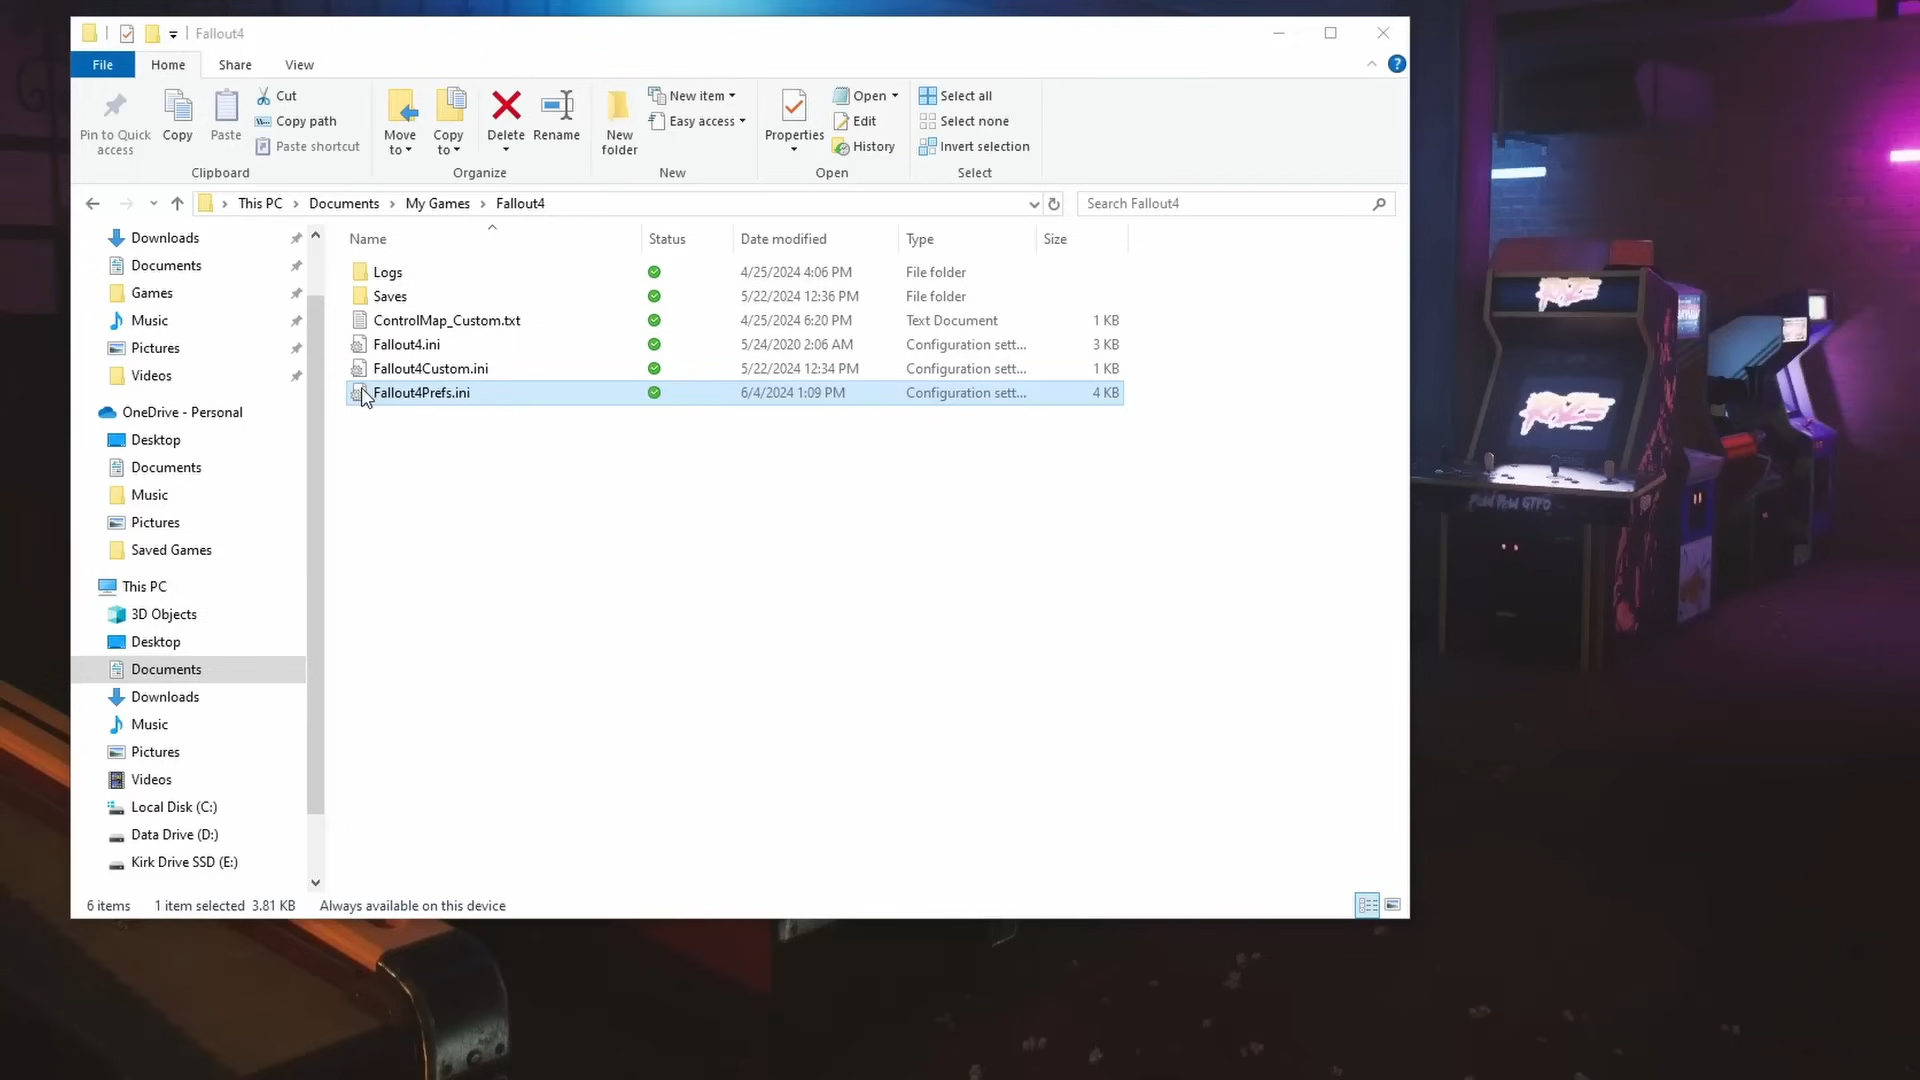 Fallout4
File Home Share View
Pin to Quick access
Copy
Paste
Cut
Copy path
Paste shortcut
Clipboard
Move to
Copy to
Delete
Rename
Organize
New folder
New item
Easy access
New
Properties
Open
Edit
History
Open
Select all
Select none
Invert selection
Select
This PC > Documents > My Games > Fallout4
Search Fallout4
Downloads
Documents
Games
Music
Pictures
Videos
OneDrive - Personal
Desktop
Documents
Music
Pictures
Saved Games
This PC
3D Objects
Desktop
Documents
Downloads
Music
Pictures
Videos
Local Disk (C:)
Data Drive (D:)
Kirk Drive SSD (E:)
Name Status Date modified Type Size
Logs 4/25/2024 4:06 PM File folder
Saves 5/22/2024 12:36 PM File folder
ControlMap_Custom.txt 4/25/2024 6:20 PM Text Document 1 KB
Fallout4.ini 5/24/2020 2:06 AM Configuration sett... 3 KB
Fallout4Custom.ini 5/22/2024 12:34 PM Configuration sett... 1 KB
Fallout4Prefs.ini 6/4/2024 1:09 PM Configuration sett... 4 KB
6 items 1 item selected 3.81 KB Always available on this device
RAZE
RAZE